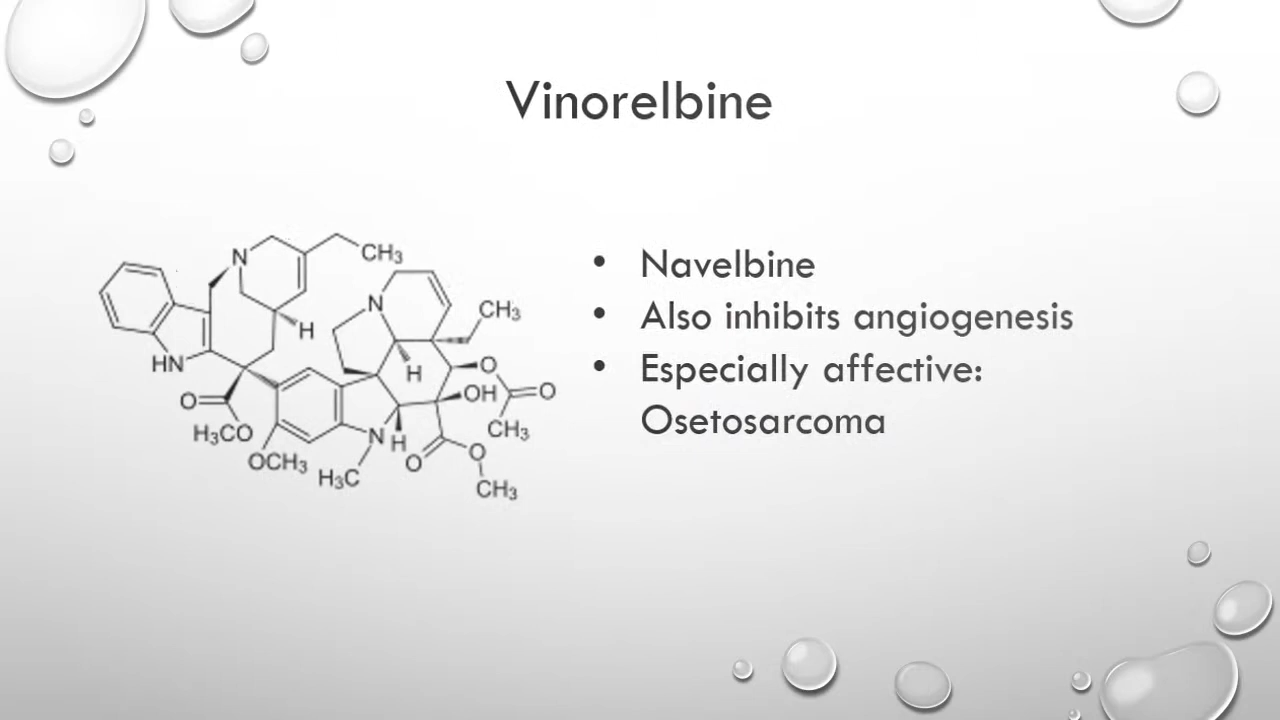 Vinorelbine
N
CH3
N
CH3
H
HN
H
O
O
O
OH
H3CO
CH3
N
H
OCH3
O
O
H3C
CH3
• Navelbine
• Also inhibits angiogenesis
• Especially affective:
Osetosarcoma